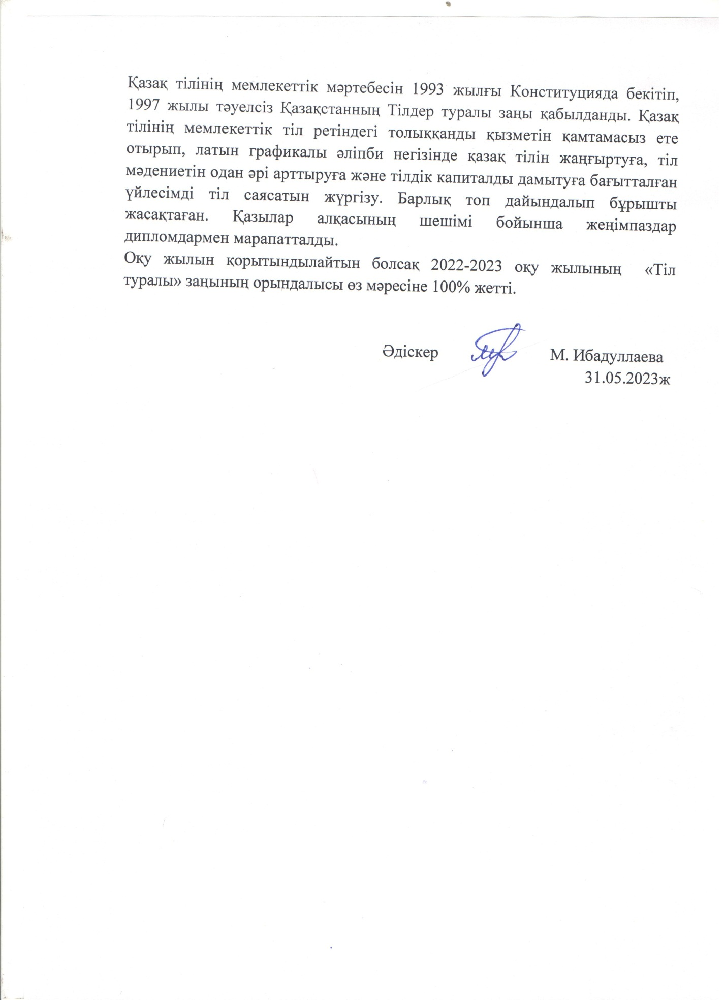 Қазақ тілінің мемлекеттік мәртебесін 1993 жылғы Конституцияда бекітіп,
1997 жылы тәуелсіз Қазақстанның Тілдер туралы заңы қабылданды. Қазақ
тілінің мемлекеттік тіл ретіндегі толыққанды қызметін қамтамасыз ете
отырып, латын графикалы әліпби негізінде қазақ тілін жаңғыртуға, тіл
мәдениетін одан әрі арттыруға және тілдік капиталды дамытуға бағытталған
үйлесімді тіл саясатын жүргізу. Барлық топ дайындалып бұрышты
жасақтаған. Қазылар алқасының шешімі бойынша жеңімпаздар
дипломдармен марапатталды.
Оқу жылын қорытындылайтын болсақ 2022-2023 оқу жылының «Тіл
туралы» заңының орындалысы өз мәресіне 100% жетті.
Әдіскер М. Ибадуллаева
31.05.2023ж